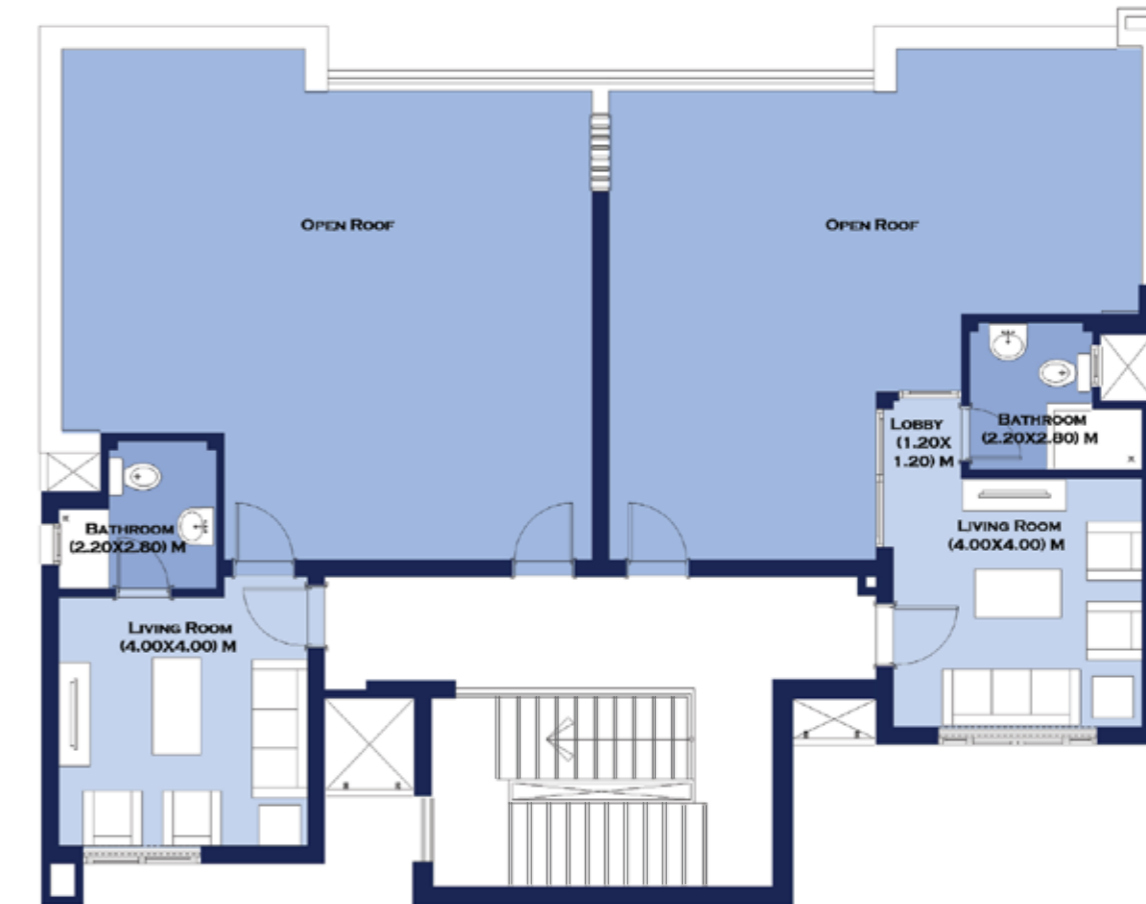 OPEN ROOF
OPEN ROOF
LOBBY
(1.20X
1.20) M
BATHROOM
(2.20X2.80) M
BATHROOM
(2.20X2.80) M
LIVING ROOM
(4.00X4.00) M
LIVING ROOM
(4.00X4.00) M